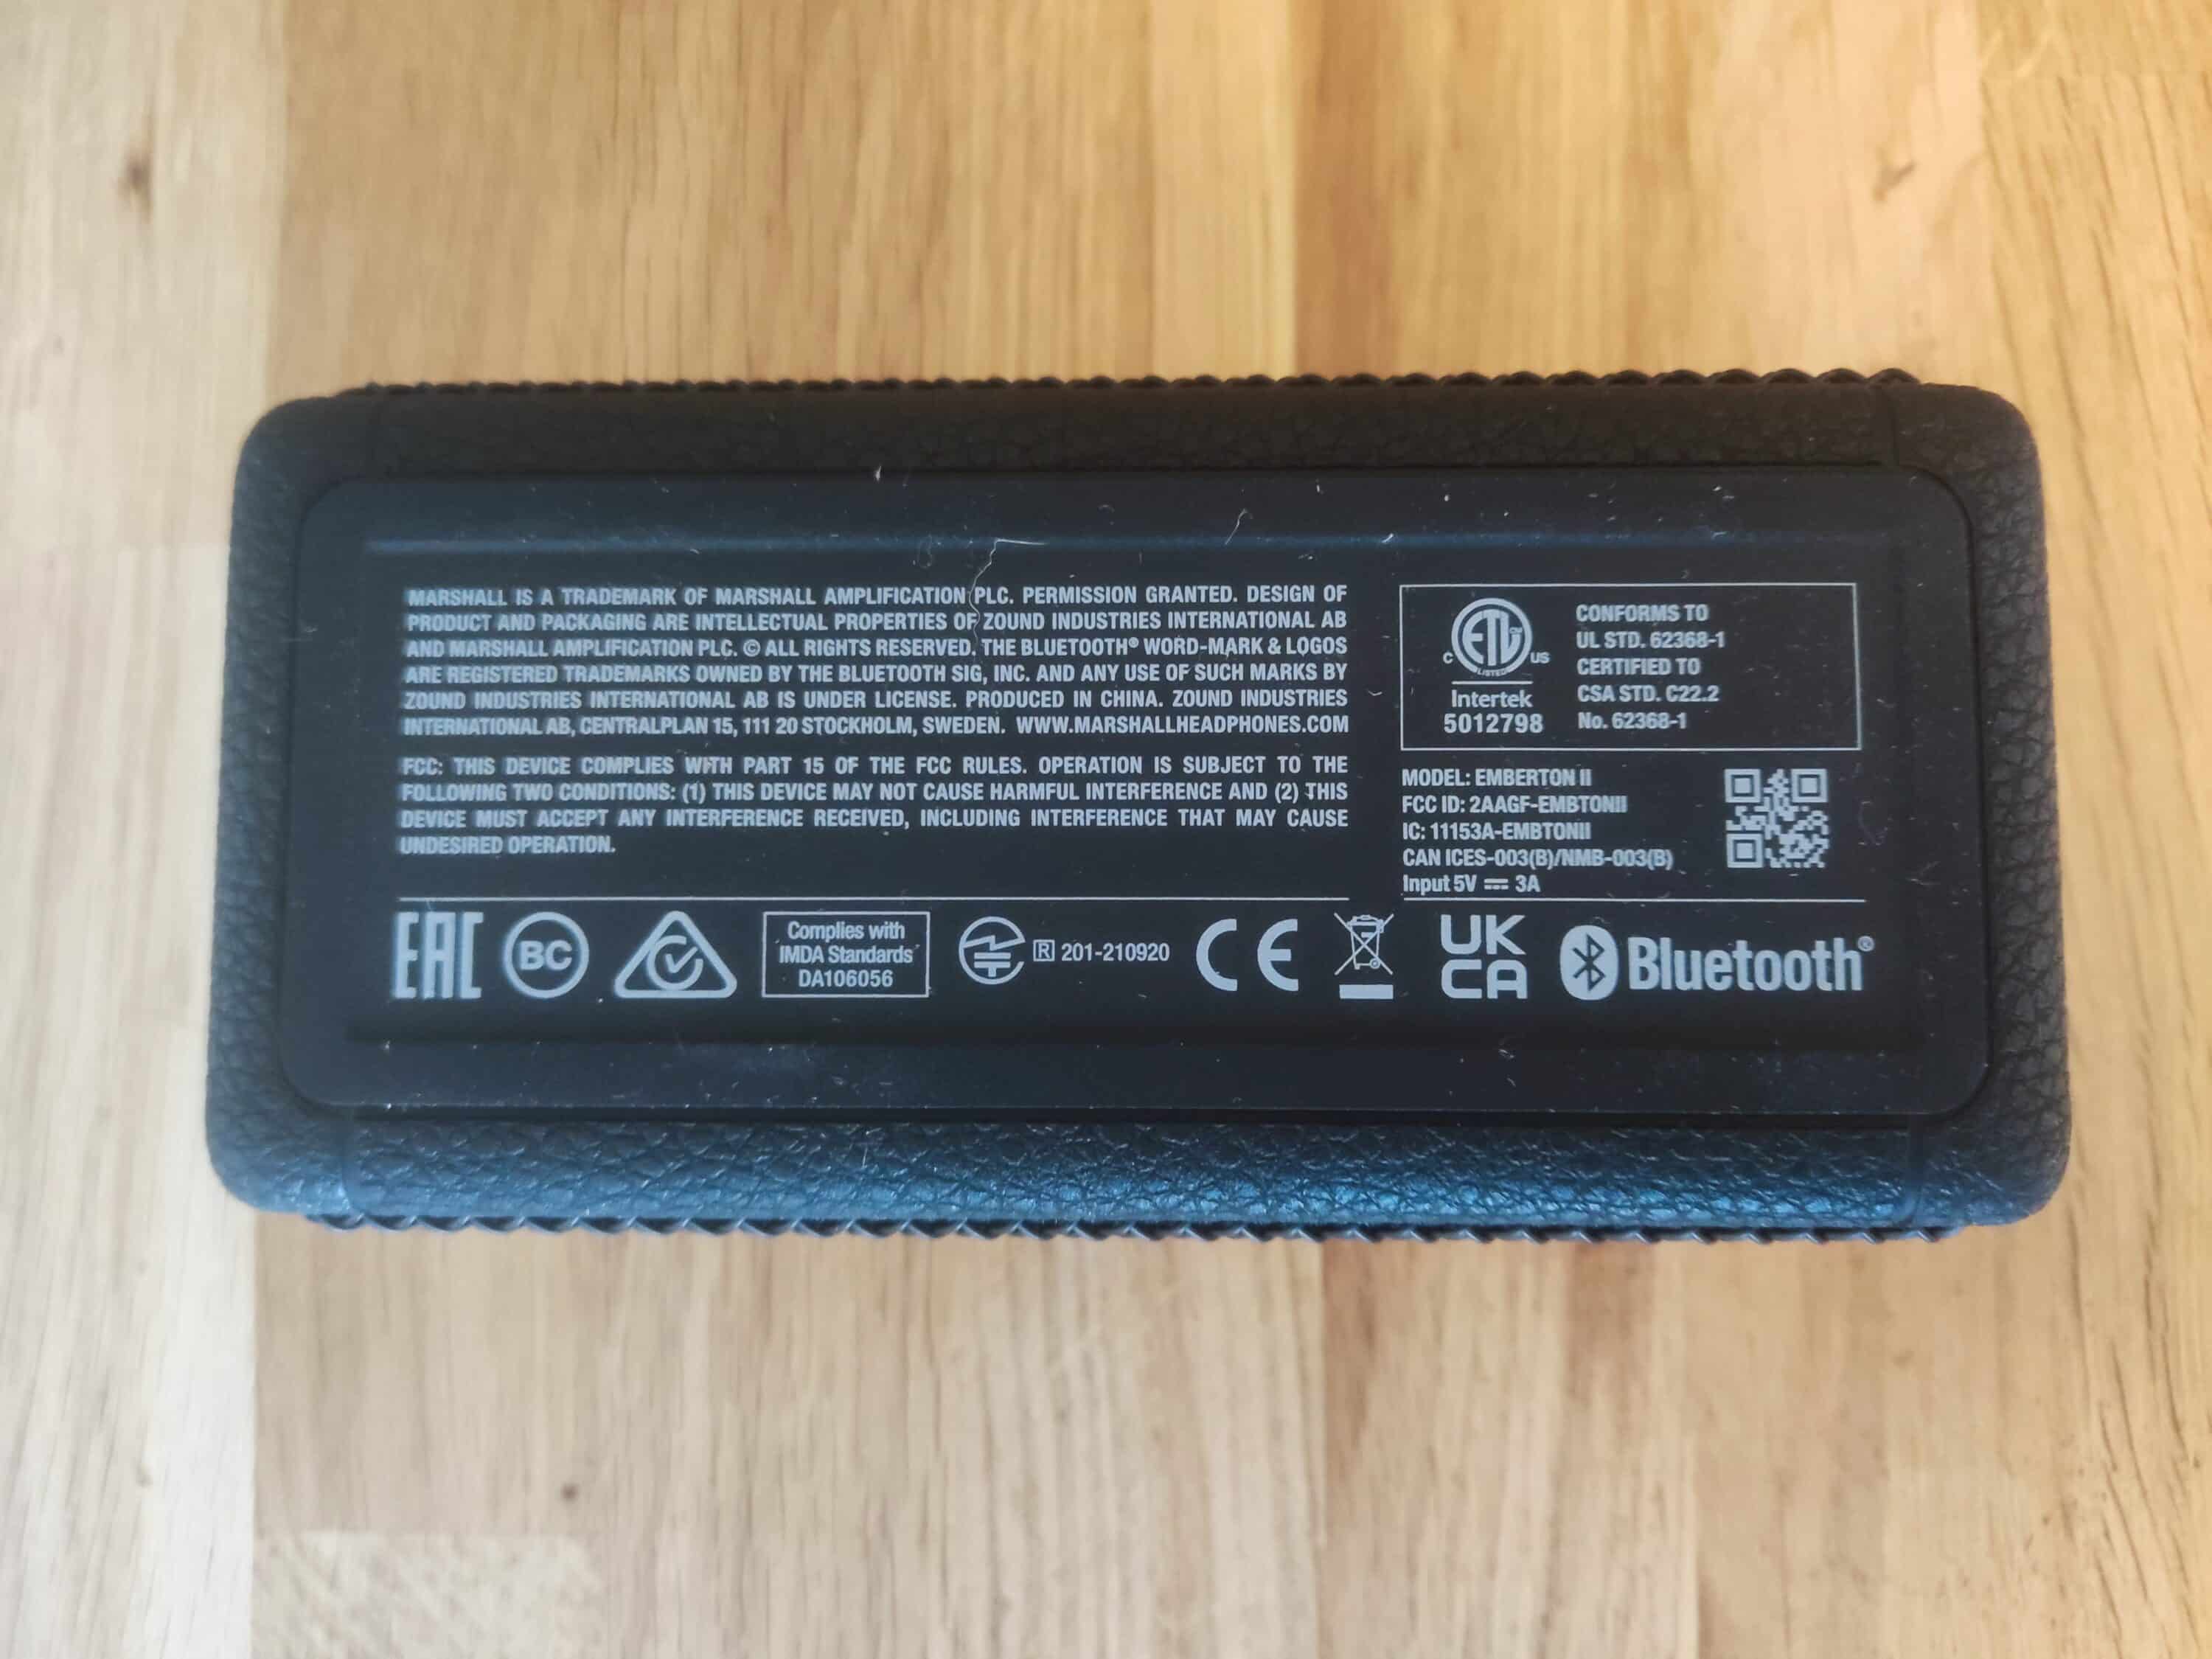 MARSHALL IS A TRADEMARK OF MARSHALL AMPLIFICATION PLC. PERMISSION GRANTED. DESIGN OF
PRODUCT AND PACKAGING ARE INTELLECTUAL PROPERTIES OF ZOUND INDUSTRIES INTERNATIONAL AB
AND MARSHALL AMPLIFICATION PLC. © ALL RIGHTS RESERVED. THE BLUETOOTH® WORD-MARK & LOGOS
ARE REGISTERED TRADEMARKS OWNED BY THE BLUETOOTH SIG, INC. AND ANY USE OF SUCH MARKS BY
ZOUND INDUSTRIES INTERNATIONAL AB IS UNDER LICENSE. PRODUCED IN CHINA. ZOUND INDUSTRIES
INTERNATIONAL AB, CENTRALPLAN 15, 111 20 STOCKHOLM, SWEDEN. WWW.MARSHALLHEADPHONES.COM
FCC: THIS DEVICE COMPLIES WITH PART 15 OF THE FCC RULES. OPERATION IS SUBJECT TO THE
FOLLOWING TWO CONDITIONS: (1) THIS DEVICE MAY NOT CAUSE HARMFUL INTERFERENCE AND (2) THIS
DEVICE MUST ACCEPT ANY INTERFERENCE RECEIVED, INCLUDING INTERFERENCE THAT MAY CAUSE
UNDESIRED OPERATION.
ETL CM
LISTED
C US
Intertek
5012798
CONFORMS TO
UL STD. 62368-1
CERTIFIED TO
CSA STD. C22.2
No. 62368-1
MODEL: EMBERTON II
FCC ID: 2AAGF-EMBTONII
IC: 11153A-EMBTONII
CAN ICES-003(B)/NMB-003(B)
Input 5V ⎓ 3A
EAC
BC
Complies with
IMDA Standards
DA106056
R 201-210920
CE
UK
CA
Bluetooth®